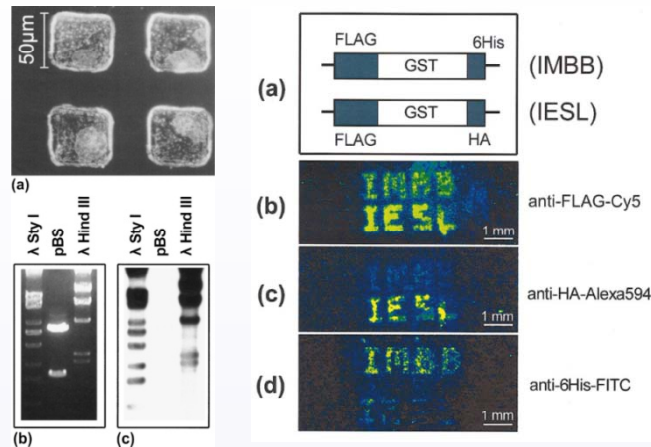 50μm
(a)
λ Sty I
pBS
λ Hind III
λ Sty I
pBS
λ Hind III
(b)
(c)
(a)
FLAG
6His
GST
(IMBB)
GST
(IESL)
FLAG
HA
(b)
IMBB
IESL
1 mm
anti-FLAG-Cy5
(c)
IESL
1 mm
anti-HA-Alexa594
(d)
IMBB
1 mm
anti-6His-FITC